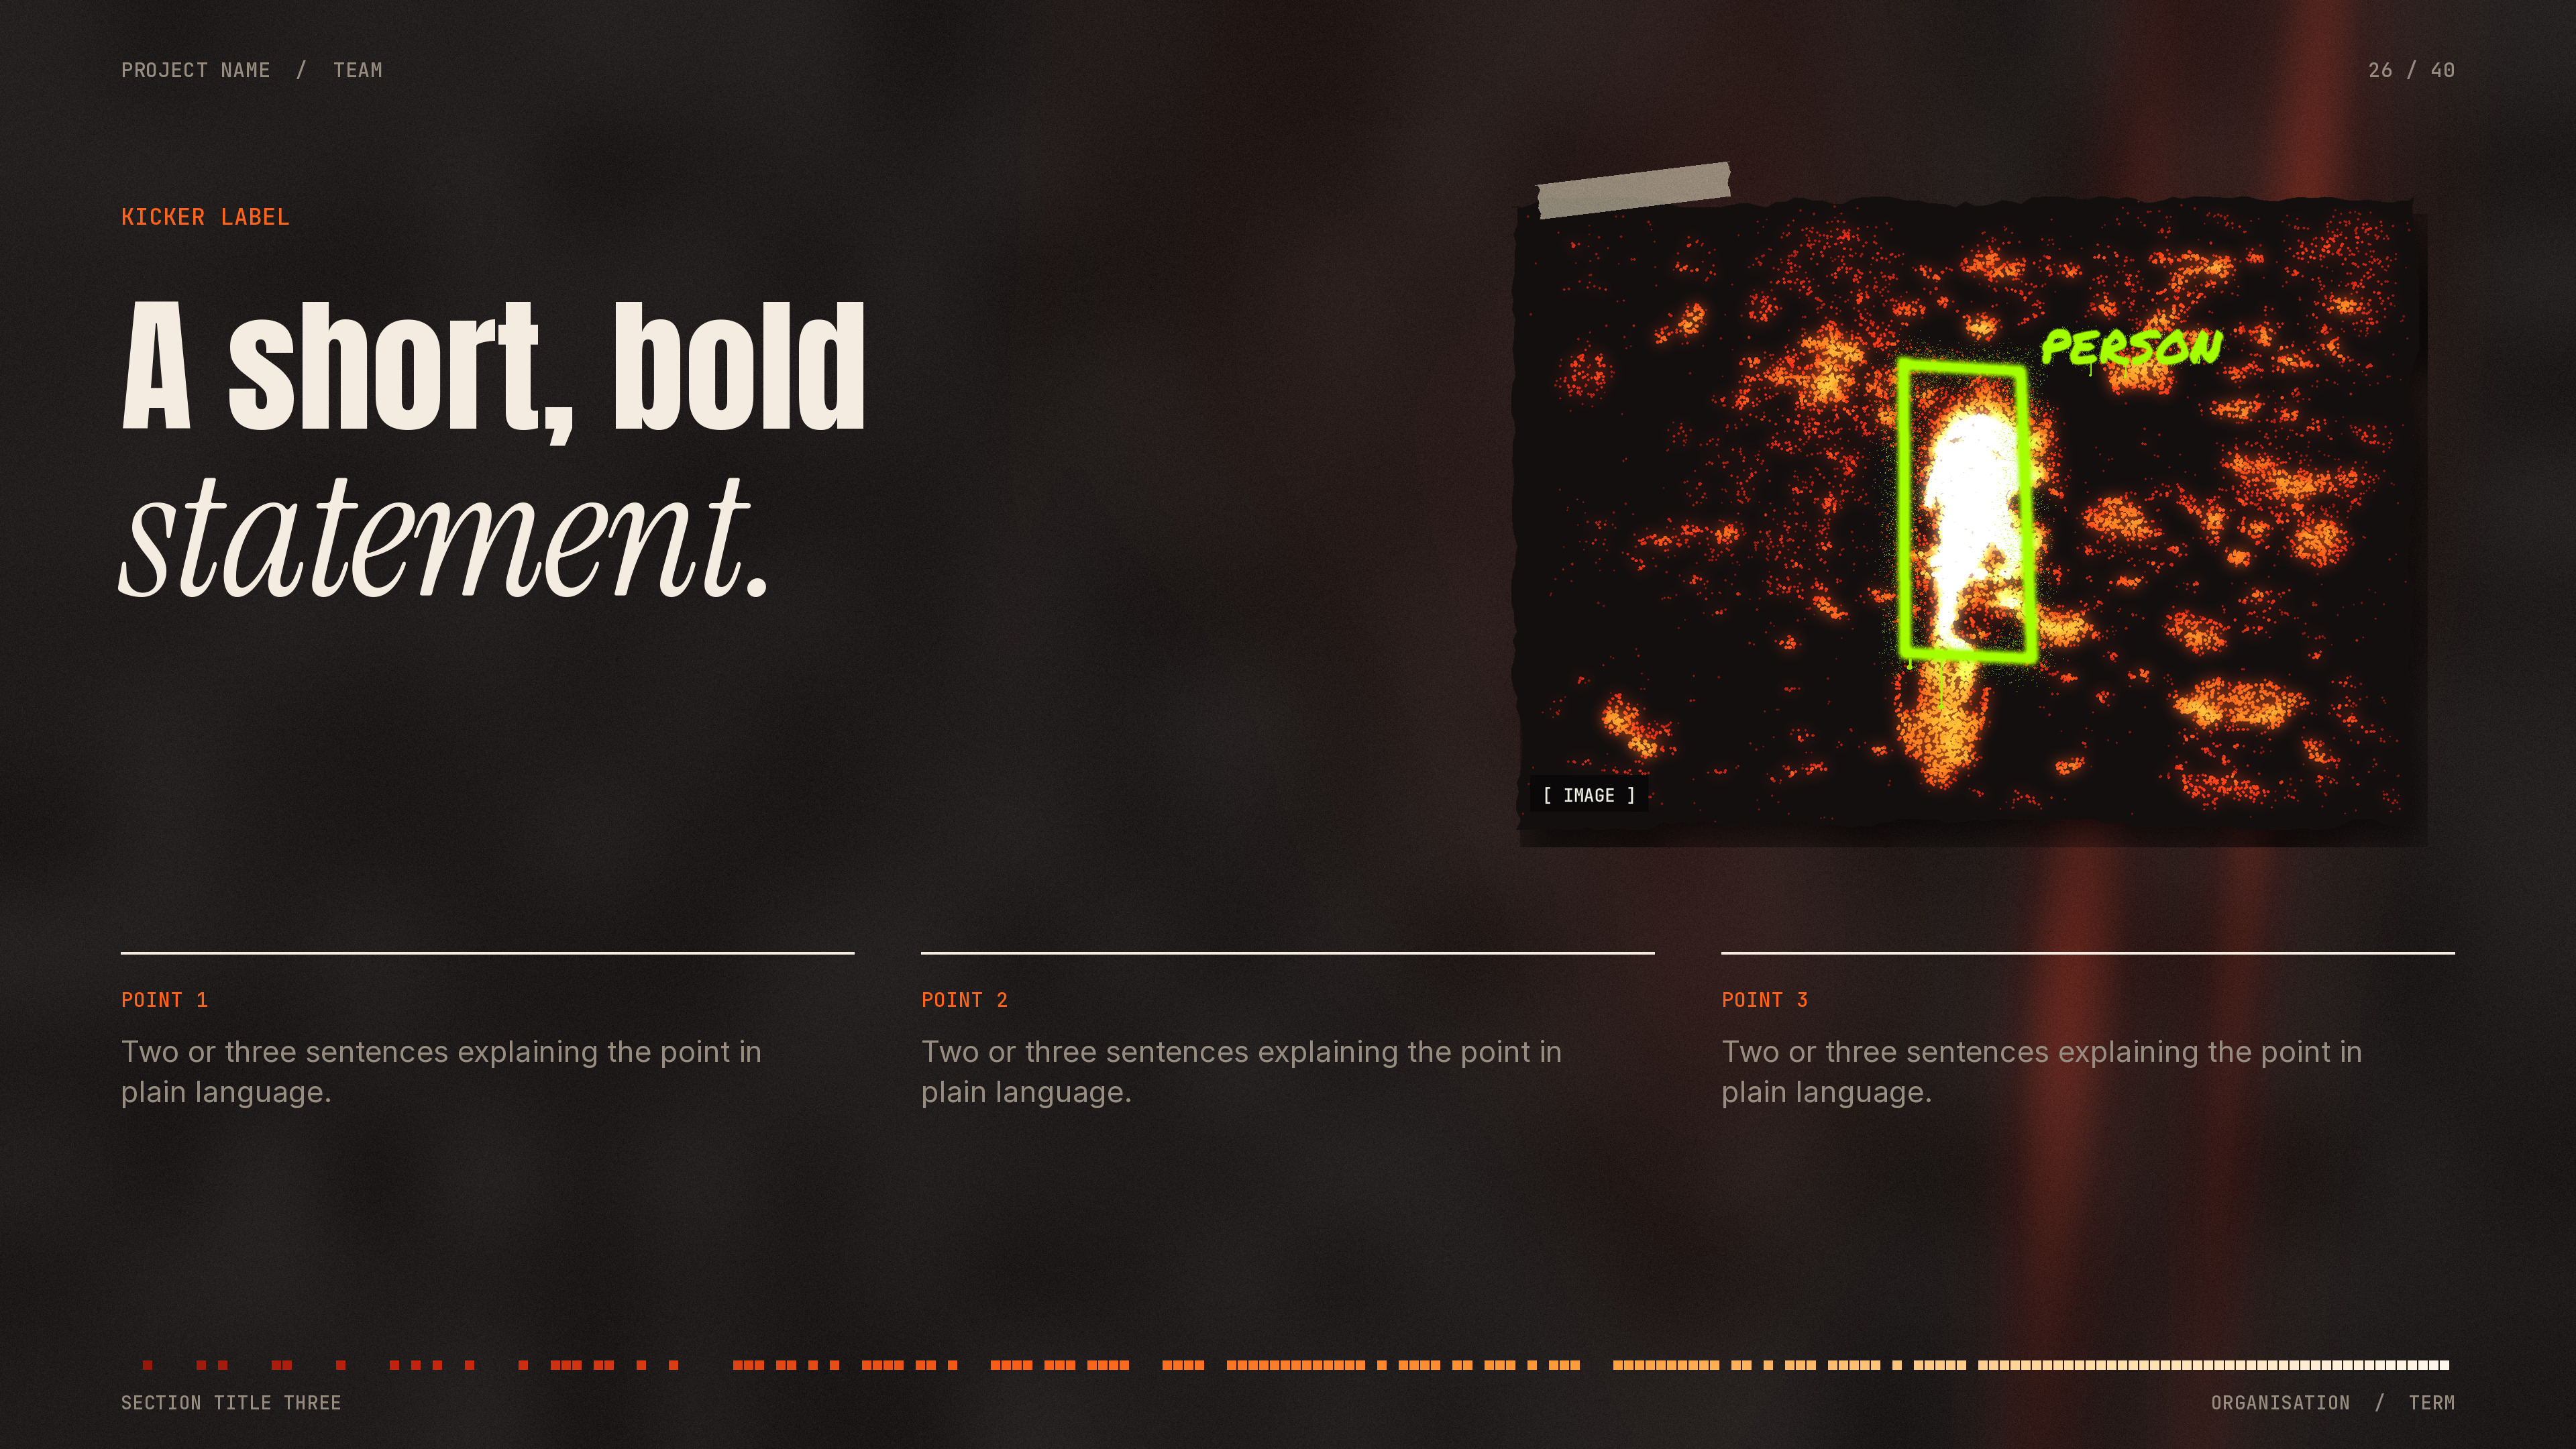 PROJECT NAME / TEAM
26 / 40
KICKER LABEL
A short, bold
statement.
PERSON
[ IMAGE ]
POINT 1
Two or three sentences explaining the point in
plain language.
POINT 2
Two or three sentences explaining the point in
plain language.
POINT 3
Two or three sentences explaining the point in
plain language.
SECTION TITLE THREE
ORGANISATION / TERM